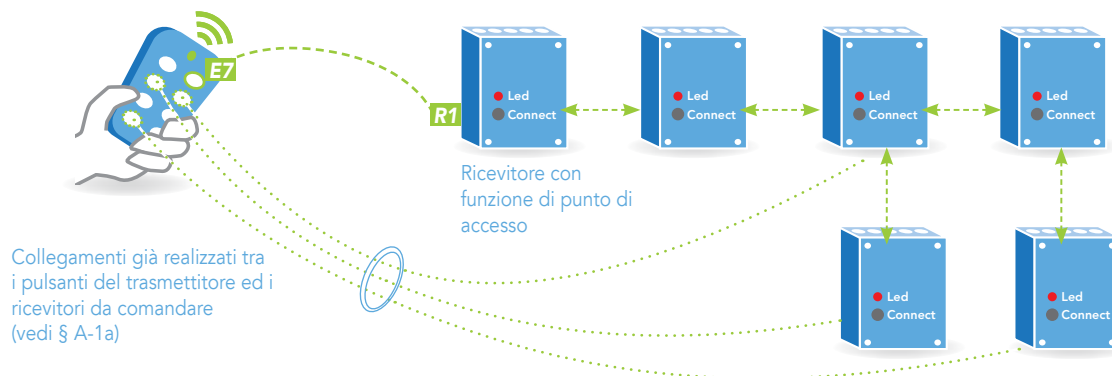 E7
R1
Led
Connect
Led
Connect
Led
Connect
Led
Connect
Ricevitore con
funzione di punto di
accesso
Collegamenti già realizzati tra
i pulsanti del trasmettitore ed i
ricevitori da comandare
(vedi § A-1a)
Led
Connect
Led
Connect